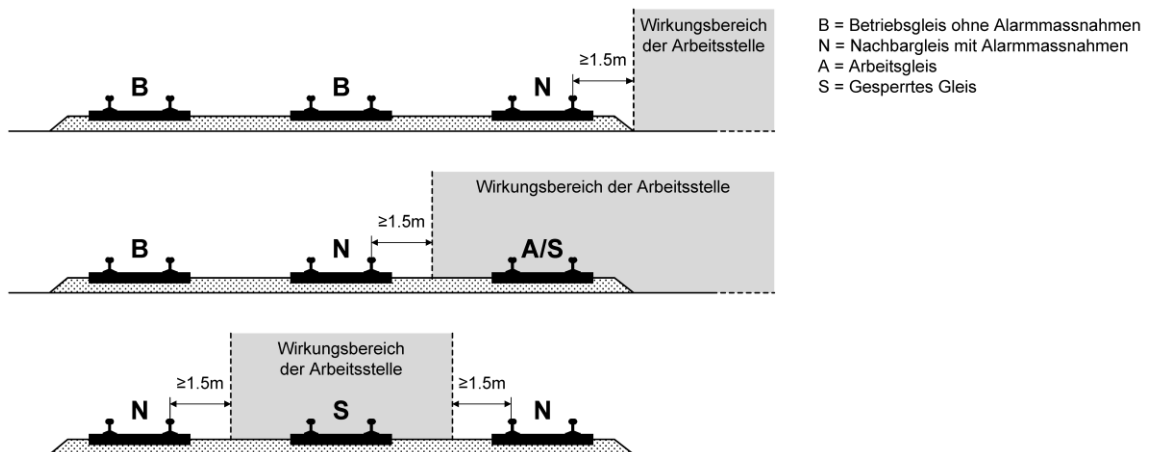 Wirkungsbereich
der Arbeitsstelle
B = Betriebsgleis ohne Alarmmassnahmen
N = Nachbargleis mit Alarmmassnahmen
A = Arbeitsgleis
S = Gesperrtes Gleis
≥1.5m
B
B
N
Wirkungsbereich der Arbeitsstelle
≥1.5m
B
N
A/S
Wirkungsbereich
der Arbeitsstelle
≥1.5m
≥1.5m
N
S
N